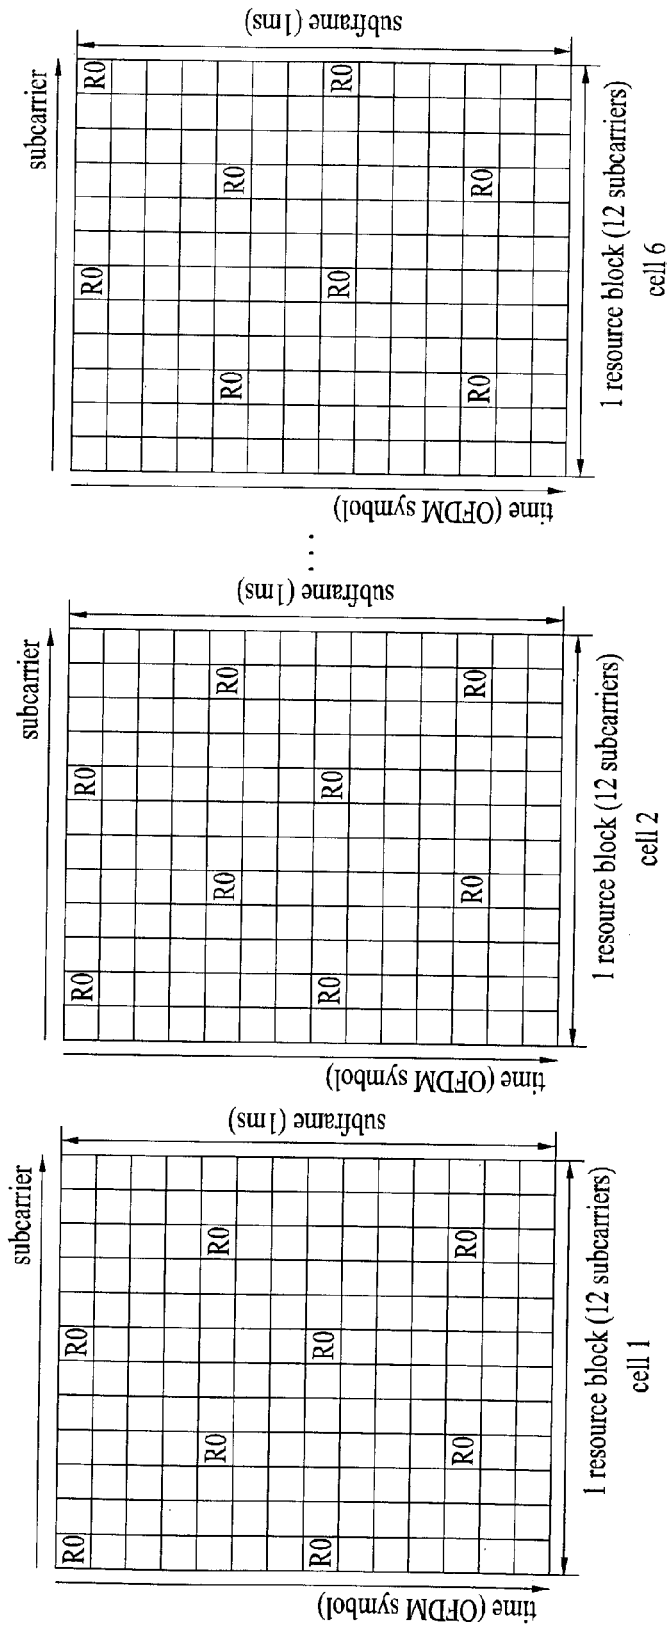 subcarrier
time (OFDM symbol)
R0 R0
R0 R0
R0 R0
R0 R0
subframe (1ms)
1 resource block (12 subcarriers)
cell 1
subcarrier
time (OFDM symbol)
R0 R0
R0 R0
R0 R0
R0 R0
subframe (1ms)
1 resource block (12 subcarriers)
cell 2
. . .
subcarrier
time (OFDM symbol)
R0 R0
R0 R0
R0 R0
R0 R0
subframe (1ms)
1 resource block (12 subcarriers)
cell 6